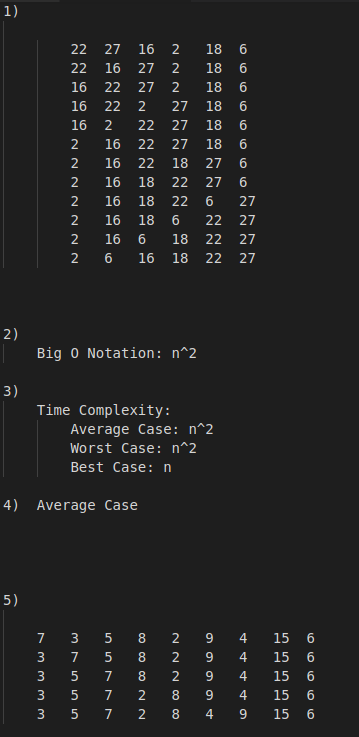 1)
22 27 16 2 18 6
22 16 27 2 18 6
16 22 27 2 18 6
16 22 2 27 18 6
16 2 22 27 18 6
2 16 22 27 18 6
2 16 22 18 27 6
2 16 18 22 27 6
2 16 18 22 6 27
2 16 18 6 22 27
2 16 6 18 22 27
2 6 16 18 22 27
2)
Big O Notation: n^2
3)
Time Complexity:
Average Case: n^2
Worst Case: n^2
Best Case: n
4) Average Case
5)
7 3 5 8 2 9 4 15 6
3 7 5 8 2 9 4 15 6
3 5 7 8 2 9 4 15 6
3 5 7 2 8 9 4 15 6
3 5 7 2 8 4 9 15 6